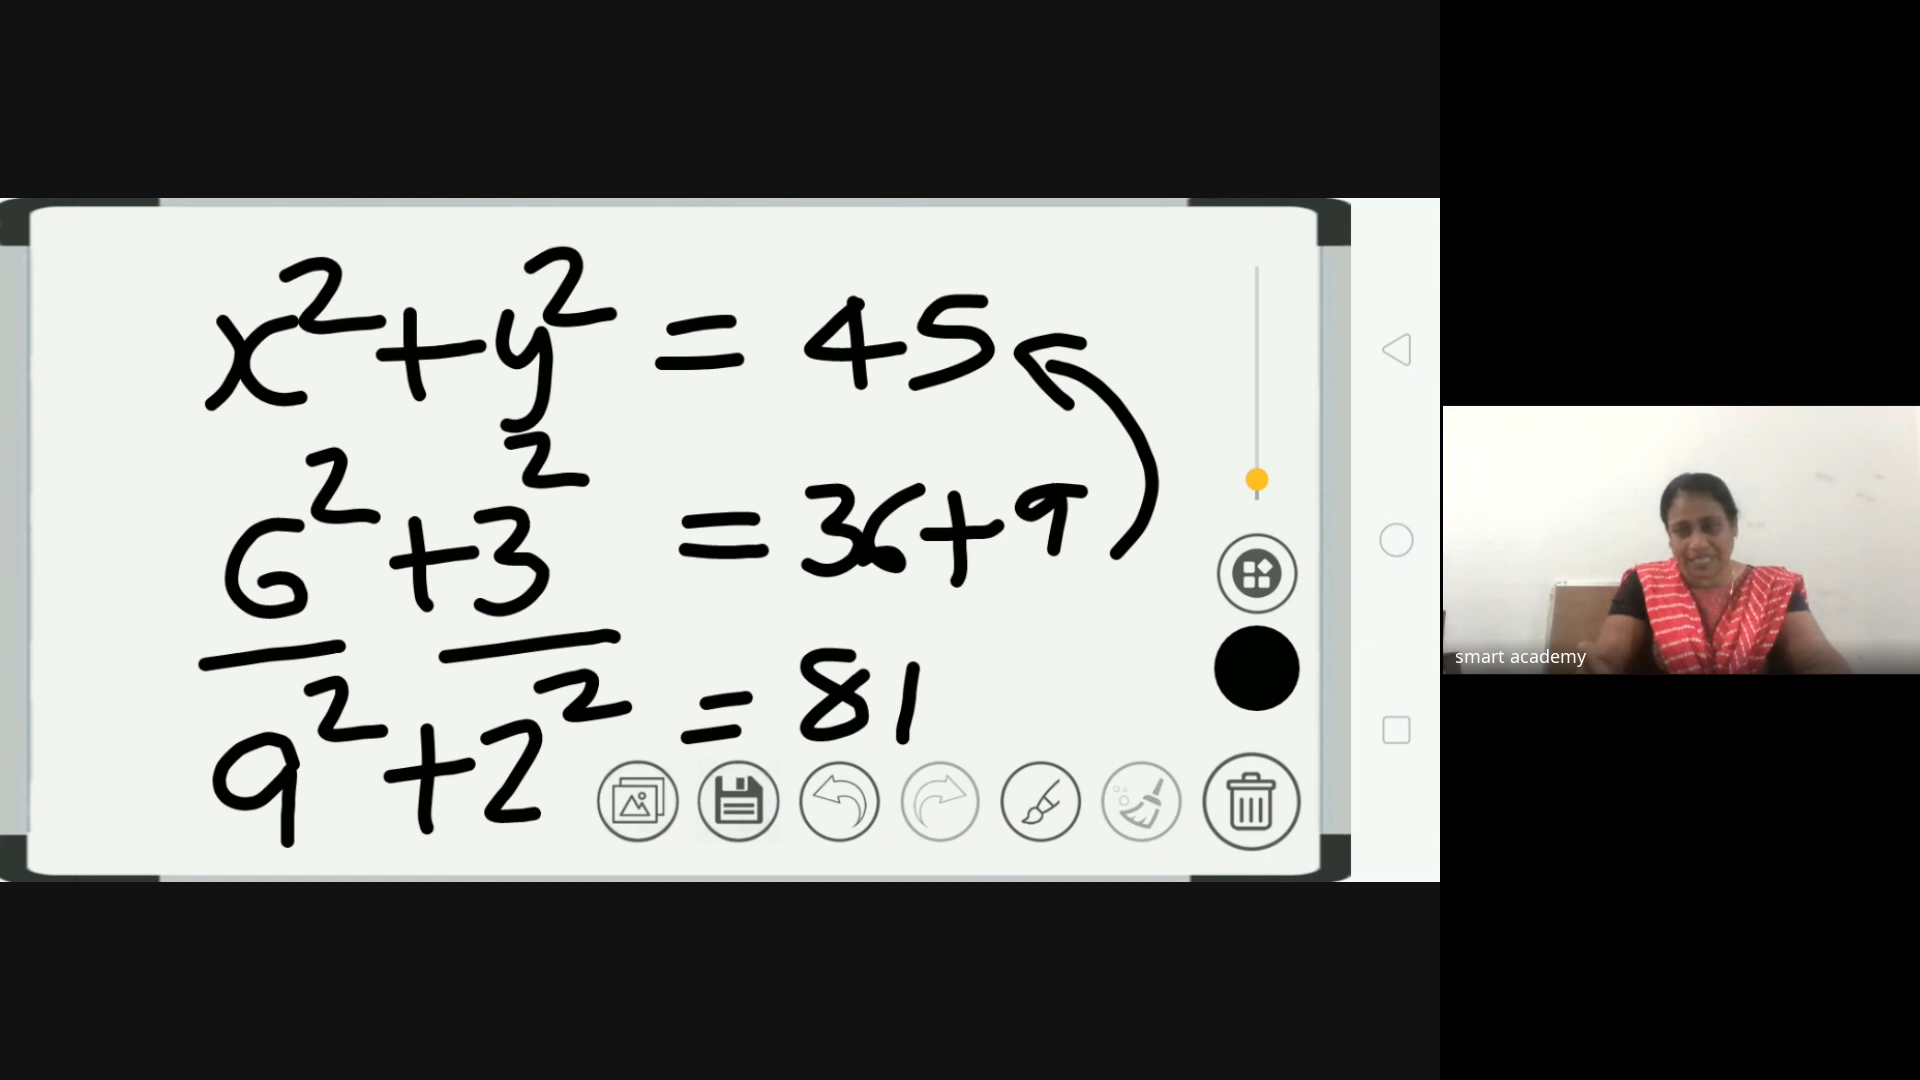 x²+y² = 45
6²+3² = 36+9
9²+2² = 81
smart academy